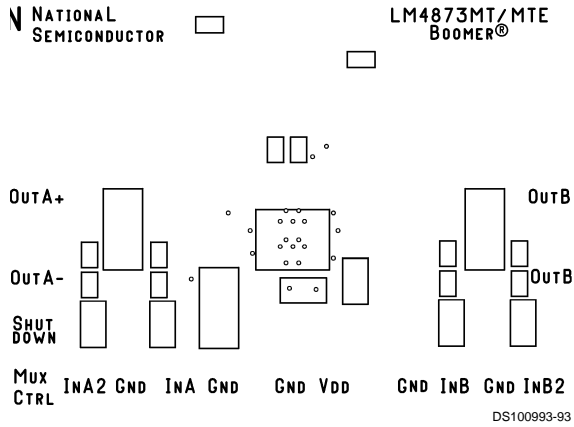 N NATIONAL
SEMICONDUCTOR
LM4873MT/MTE
BOOMER®
OUTA+
OUTB
OUTA-
OUTB
SHUT
DOWN
MUX
CTRL
INA2 GND INA GND GND VDD GND INB GND INB2
DS100993-93